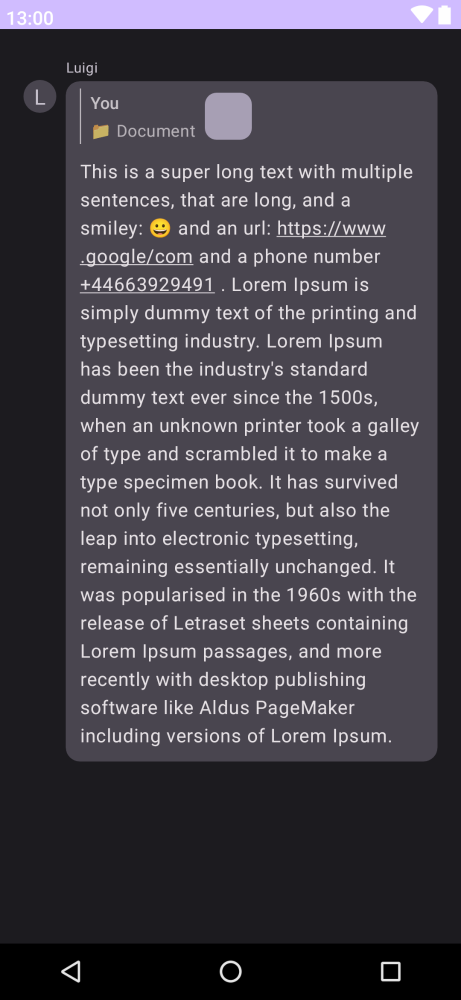 13:00
Luigi
L
You
📁 Document
This is a super long text with multiple
sentences, that are long, and a
smiley: 😀 and an url: https://www
.google/com and a phone number
+44663929491 . Lorem Ipsum is
simply dummy text of the printing and
typesetting industry. Lorem Ipsum
has been the industry's standard
dummy text ever since the 1500s,
when an unknown printer took a galley
of type and scrambled it to make a
type specimen book. It has survived
not only five centuries, but also the
leap into electronic typesetting,
remaining essentially unchanged. It
was popularised in the 1960s with the
release of Letraset sheets containing
Lorem Ipsum passages, and more
recently with desktop publishing
software like Aldus PageMaker
including versions of Lorem Ipsum.